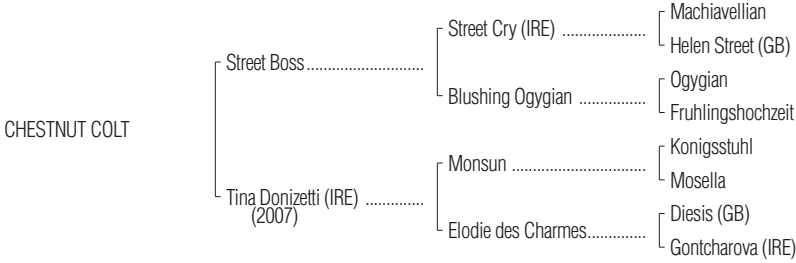 Machiavellian
Street Cry (IRE) ....................
Helen Street (GB)
Street Boss...........................
Ogygian
Blushing Ogygian ................
Fruhlingshochzeit
CHESTNUT COLT
Konigsstuhl
Monsun ................................
Mosella
Tina Donizetti (IRE) ..............
(2007)
Diesis (GB)
Elodie des Charmes..............
Gontcharova (IRE)